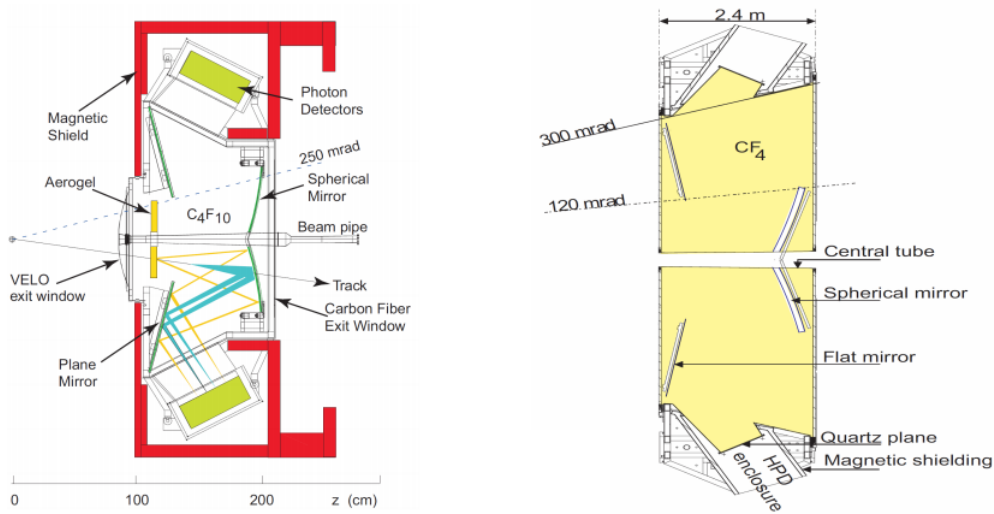 Magnetic
Shield
Aerogel
VELO
exit window
Plane
Mirror
Photon
Detectors
250 mrad
Spherical
Mirror
C4F10
Beam pipe
Track
Carbon Fiber
Exit Window
0
100
200
z (cm)
2.4 m
300 mrad
CF4
120 mrad
Central tube
Spherical mirror
Flat mirror
Quartz plane
Magnetic shielding
HPD
enclosure